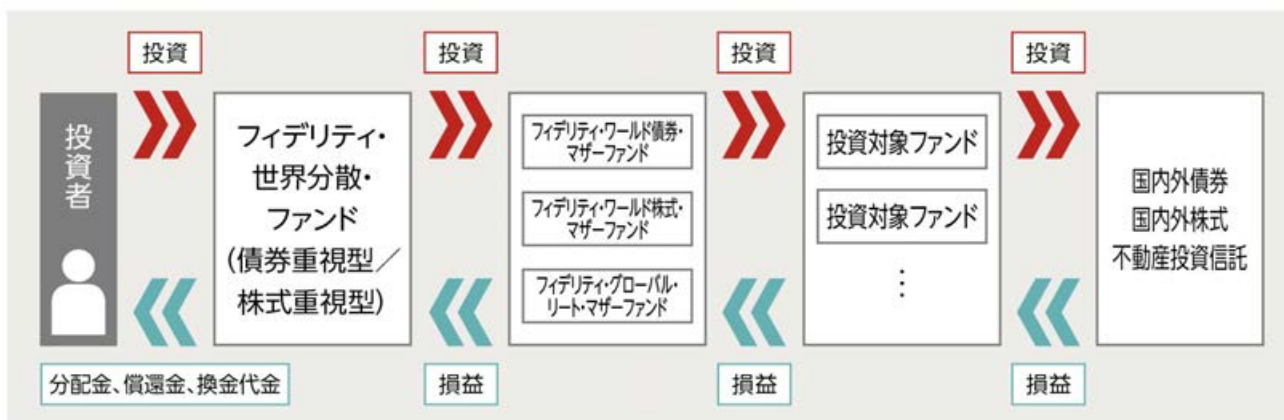 投資
投資
投資
投資
投資者
フィデリティ・
世界分散・
ファンド
(債券重視型／
株式重視型)
フィデリティ・ワールド債券・
マザーファンド
フィデリティ・ワールド株式・
マザーファンド
フィデリティ・グローバル・
リート・マザーファンド
投資対象ファンド
投資対象ファンド
⋮
国内外債券
国内外株式
不動産投資信託
分配金、償還金、換金代金
損益
損益
損益